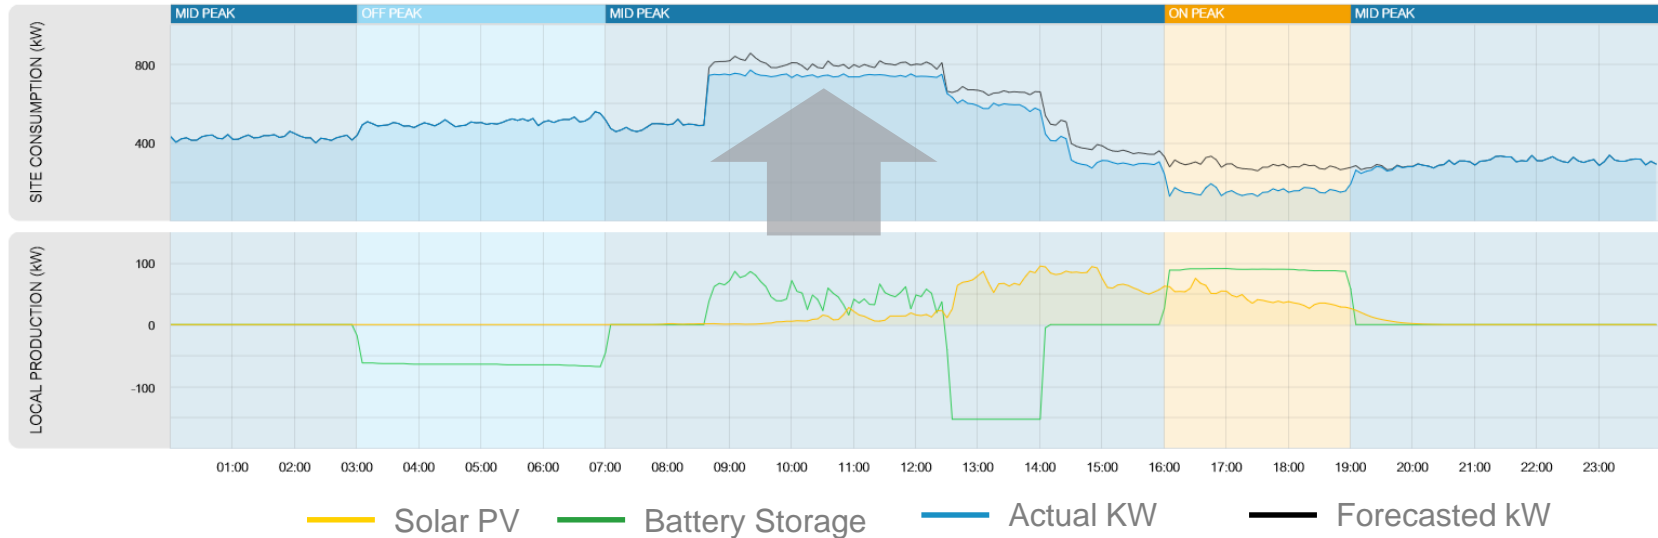 MID PEAK OFF PEAK MID PEAK ON PEAK MID PEAK
SITE CONSUMPTION (kW)
800
400
LOCAL PRODUCTION (kW)
100
0
-100
01:00 02:00 03:00 04:00 05:00 06:00 07:00 08:00 09:00 10:00 11:00 12:00 13:00 14:00 15:00 16:00 17:00 18:00 19:00 20:00 21:00 22:00 23:00
Solar PV Battery Storage Actual KW Forecasted kW